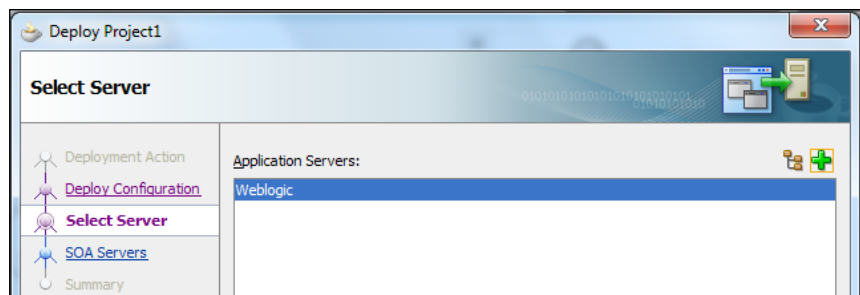 Deploy Project1
Select Server
Deployment Action
Deploy Configuration
Select Server
SOA Servers
Summary
Application Servers:
Weblogic